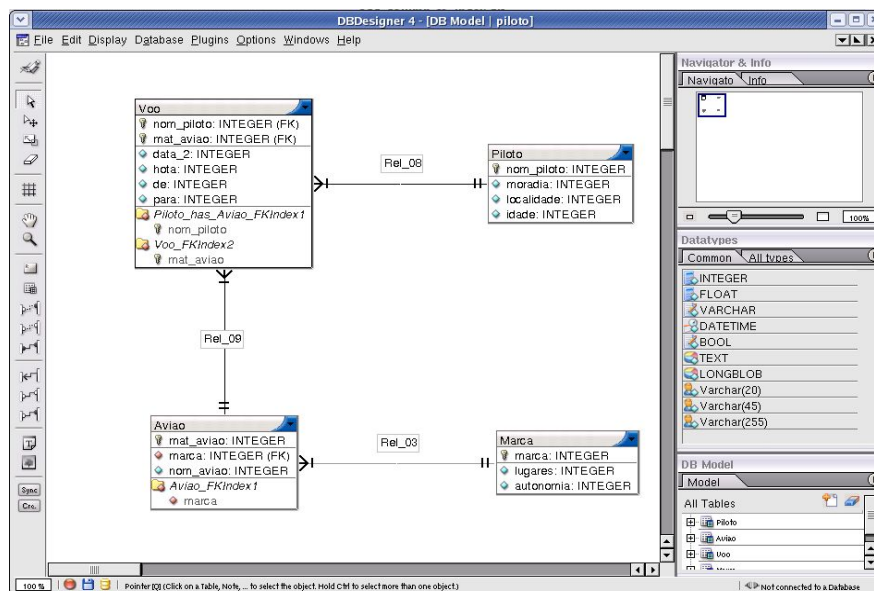 DBDesigner 4 - [DB Model | piloto]
File Edit Display Database Plugins Options Windows Help
Voo
nom_piloto: INTEGER (FK)
mat_aviao: INTEGER (FK)
data_2: INTEGER
hota: INTEGER
de: INTEGER
para: INTEGER
Piloto_has_Aviao_FKIndex1
nom_piloto
Voo_FKIndex2
mat_aviao
Rel_08
Piloto
nom_piloto: INTEGER
moradia: INTEGER
localidade: INTEGER
idade: INTEGER
Rel_09
Aviao
mat_aviao: INTEGER
marca: INTEGER (FK)
nom_aviao: INTEGER
Aviao_FKIndex1
marca
Rel_03
Marca
marca: INTEGER
lugares: INTEGER
autonomia: INTEGER
Navigator & Info
Navigato Info
100%
Datatypes
Common All types
INTEGER
FLOAT
VARCHAR
DATETIME
BOOL
TEXT
LONGBLOB
Varchar(20)
Varchar(45)
Varchar(255)
DB Model
Model
All Tables
Piloto
Aviao
Voo
Sync
Cre.
100 %
Pointer [Q] (Click on a Table, Note, ... to select the object. Hold Ctrl to select more than one object.)
Not connected to a Database